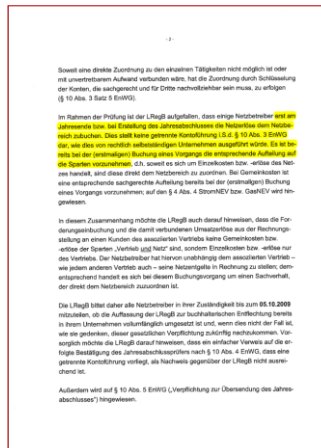 - 2 -
Soweit eine direkte Zuordnung zu den einzelnen Tätigkeiten nicht möglich ist oder
mit unvertretbarem Aufwand verbunden wäre, hat die Zuordnung durch Schlüsselung
der Konten, die sachgerecht und für Dritte nachvollziehbar sein muss, zu erfolgen
(§ 10 Abs. 3 Satz 5 EnWG).
Im Rahmen der Prüfung ist der LRegB aufgefallen, dass einige Netzbetreiber erst am
Jahresende bzw. bei Erstellung des Jahresabschlusses die Netzerlöse dem Netzbe-
reich zubuchen. Dies stellt keine getrennte Kontoführung i.S.d. § 10 Abs. 3 EnWG
dar, wie dies von rechtlich selbständigen Unternehmen ausgeführt würde. Es ist be-
reits bei der (erstmaligen) Buchung eines Vorgangs die entsprechende Aufteilung auf
die Sparten vorzunehmen, d.h. soweit es sich um Einzelkosten bzw. -erlöse des Net-
zes handelt, sind diese direkt dem Netzbereich zuzuordnen. Bei Gemeinkosten ist
eine entsprechende sachgerechte Aufteilung bereits bei der (erstmaligen) Buchung
eines Vorgangs vorzunehmen; auf den § 4 Abs. 4 StromNEV bzw. GasNEV wird hin-
gewiesen.
In diesem Zusammenhang möchte die LRegB auch darauf hinweisen, dass die For-
derungseinbuchung und die damit verbundenen Umsatzerlöse aus der Rechnungs-
stellung an einen Kunden des assoziierten Vertriebs keine Gemeinkosten bzw.
-erlöse der Sparten „Vertrieb und Netz“ sind, sondern Einzelkosten bzw. -erlöse nur
des Vertriebs. Der Netzbetreiber hat hiervon unabhängig dem assoziierten Vertrieb –
wie jedem anderen Vertrieb auch – seine Netzentgelte in Rechnung zu stellen; dem-
entsprechend handelt es sich bei diesem Buchungsvorgang um einen Sachverhalt,
der direkt dem Netzbereich zuzuordnen ist.
Die LRegB bittet daher alle Netzbetreiber in ihrer Zuständigkeit bis zum 05.10.2009
mitzuteilen, ob die Auffassung der LRegB zur buchhalterischen Entflechtung bereits
in ihrem Unternehmen vollumfänglich umgesetzt ist und, wenn dies nicht der Fall ist,
wie sie gedenken, dieser gesetzlichen Verpflichtung zukünftig nachzukommen. Vor-
sorglich möchte die LRegB darauf hinweisen, dass ein einfacher Verweis auf die er-
folgte Bestätigung des Jahresabschlussprüfers nach § 10 Abs. 4 EnWG, dass eine
getrennte Kontoführung vorliegt, als Nachweis gegenüber der LRegB nicht ausrei-
chend ist.
Außerdem wird auf § 10 Abs. 5 EnWG („Verpflichtung zur Übersendung des Jahres-
abschlusses“) hingewiesen.